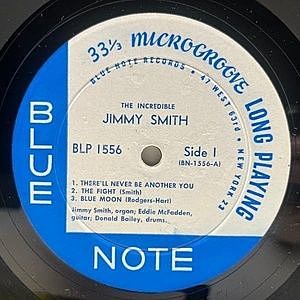 33⅓ MICROGROOVE LONG PLAYING
BLUE NOTE RECORDS • 47 WEST 63rd • NEW YORK 23
THE INCREDIBLE
JIMMY SMITH
BLP 1556 Side 1
(BN-1556-A)
1. THERE'LL NEVER BE ANOTHER YOU
2. THE FIGHT (Smith)
3. BLUE MOON (Rodgers-Hart)
Jimmy Smith, organ; Eddie McFadden,
guitar; Donald Bailey, drums.
BLUE
NOTE